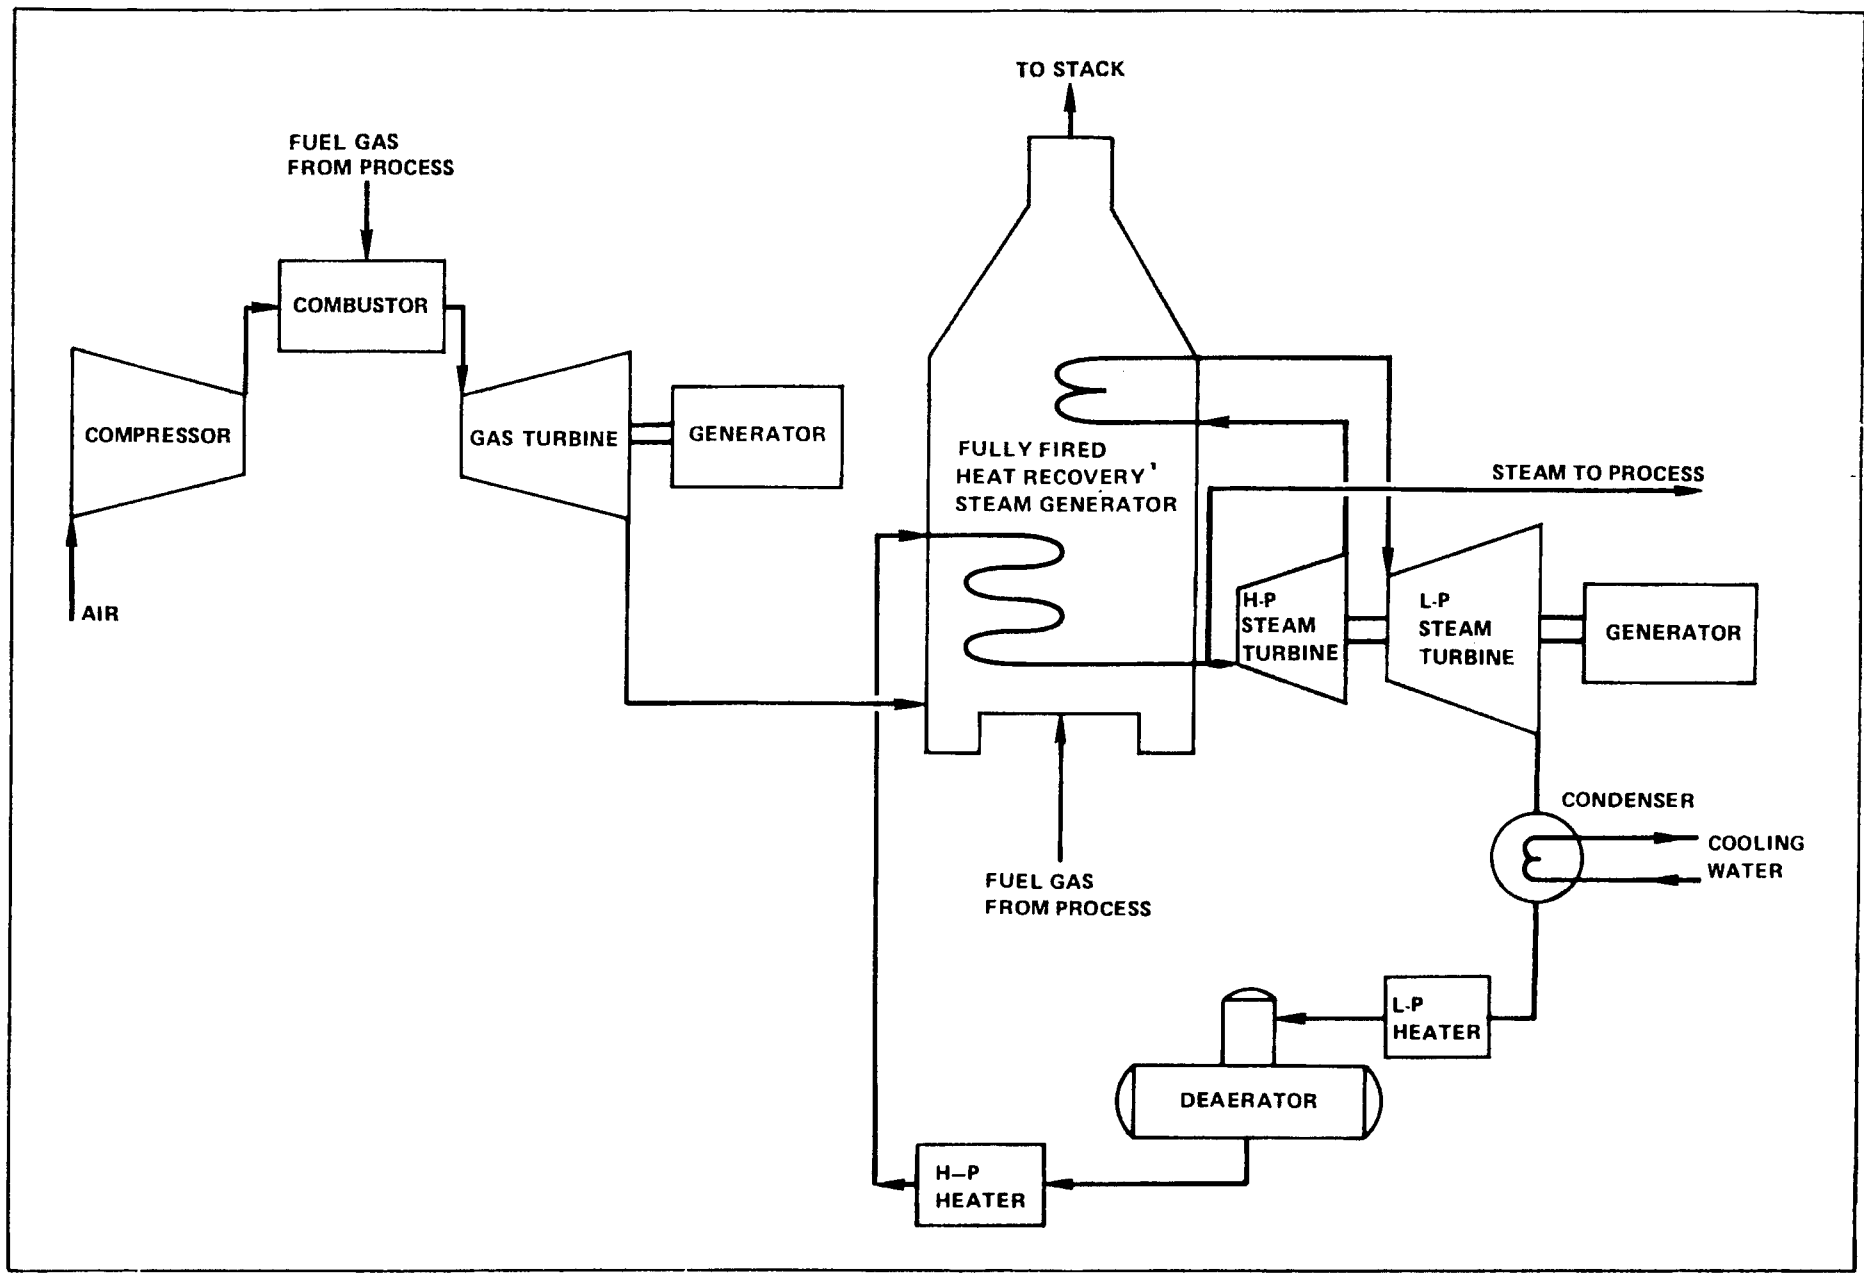 TO STACK
FUEL GAS
FROM PROCESS
COMBUSTOR
COMPRESSOR
GAS TURBINE
GENERATOR
AIR
FULLY FIRED
HEAT RECOVERY
STEAM GENERATOR
STEAM TO PROCESS
H-P
STEAM
TURBINE
L-P
STEAM
TURBINE
GENERATOR
CONDENSER
COOLING
WATER
FUEL GAS
FROM PROCESS
L-P
HEATER
DEAERATOR
H–P
HEATER